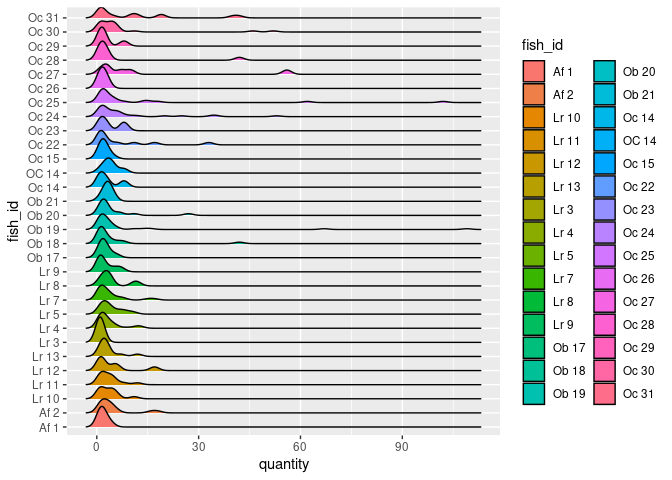 fish_id
Oc 31
Oc 30
Oc 29
Oc 28
Oc 27
Oc 26
Oc 25
Oc 24
Oc 23
Oc 22
Oc 15
OC 14
Oc 14
Ob 21
Ob 20
Ob 19
Ob 18
Ob 17
Lr 9
Lr 8
Lr 7
Lr 5
Lr 4
Lr 3
Lr 13
Lr 12
Lr 11
Lr 10
Af 2
Af 1
0 30 60 90
quantity
fish_id
Af 1 Ob 20
Af 2 Ob 21
Lr 10 Oc 14
Lr 11 OC 14
Lr 12 Oc 15
Lr 13 Oc 22
Lr 3 Oc 23
Lr 4 Oc 24
Lr 5 Oc 25
Lr 7 Oc 26
Lr 8 Oc 27
Lr 9 Oc 28
Ob 17 Oc 29
Ob 18 Oc 30
Ob 19 Oc 31